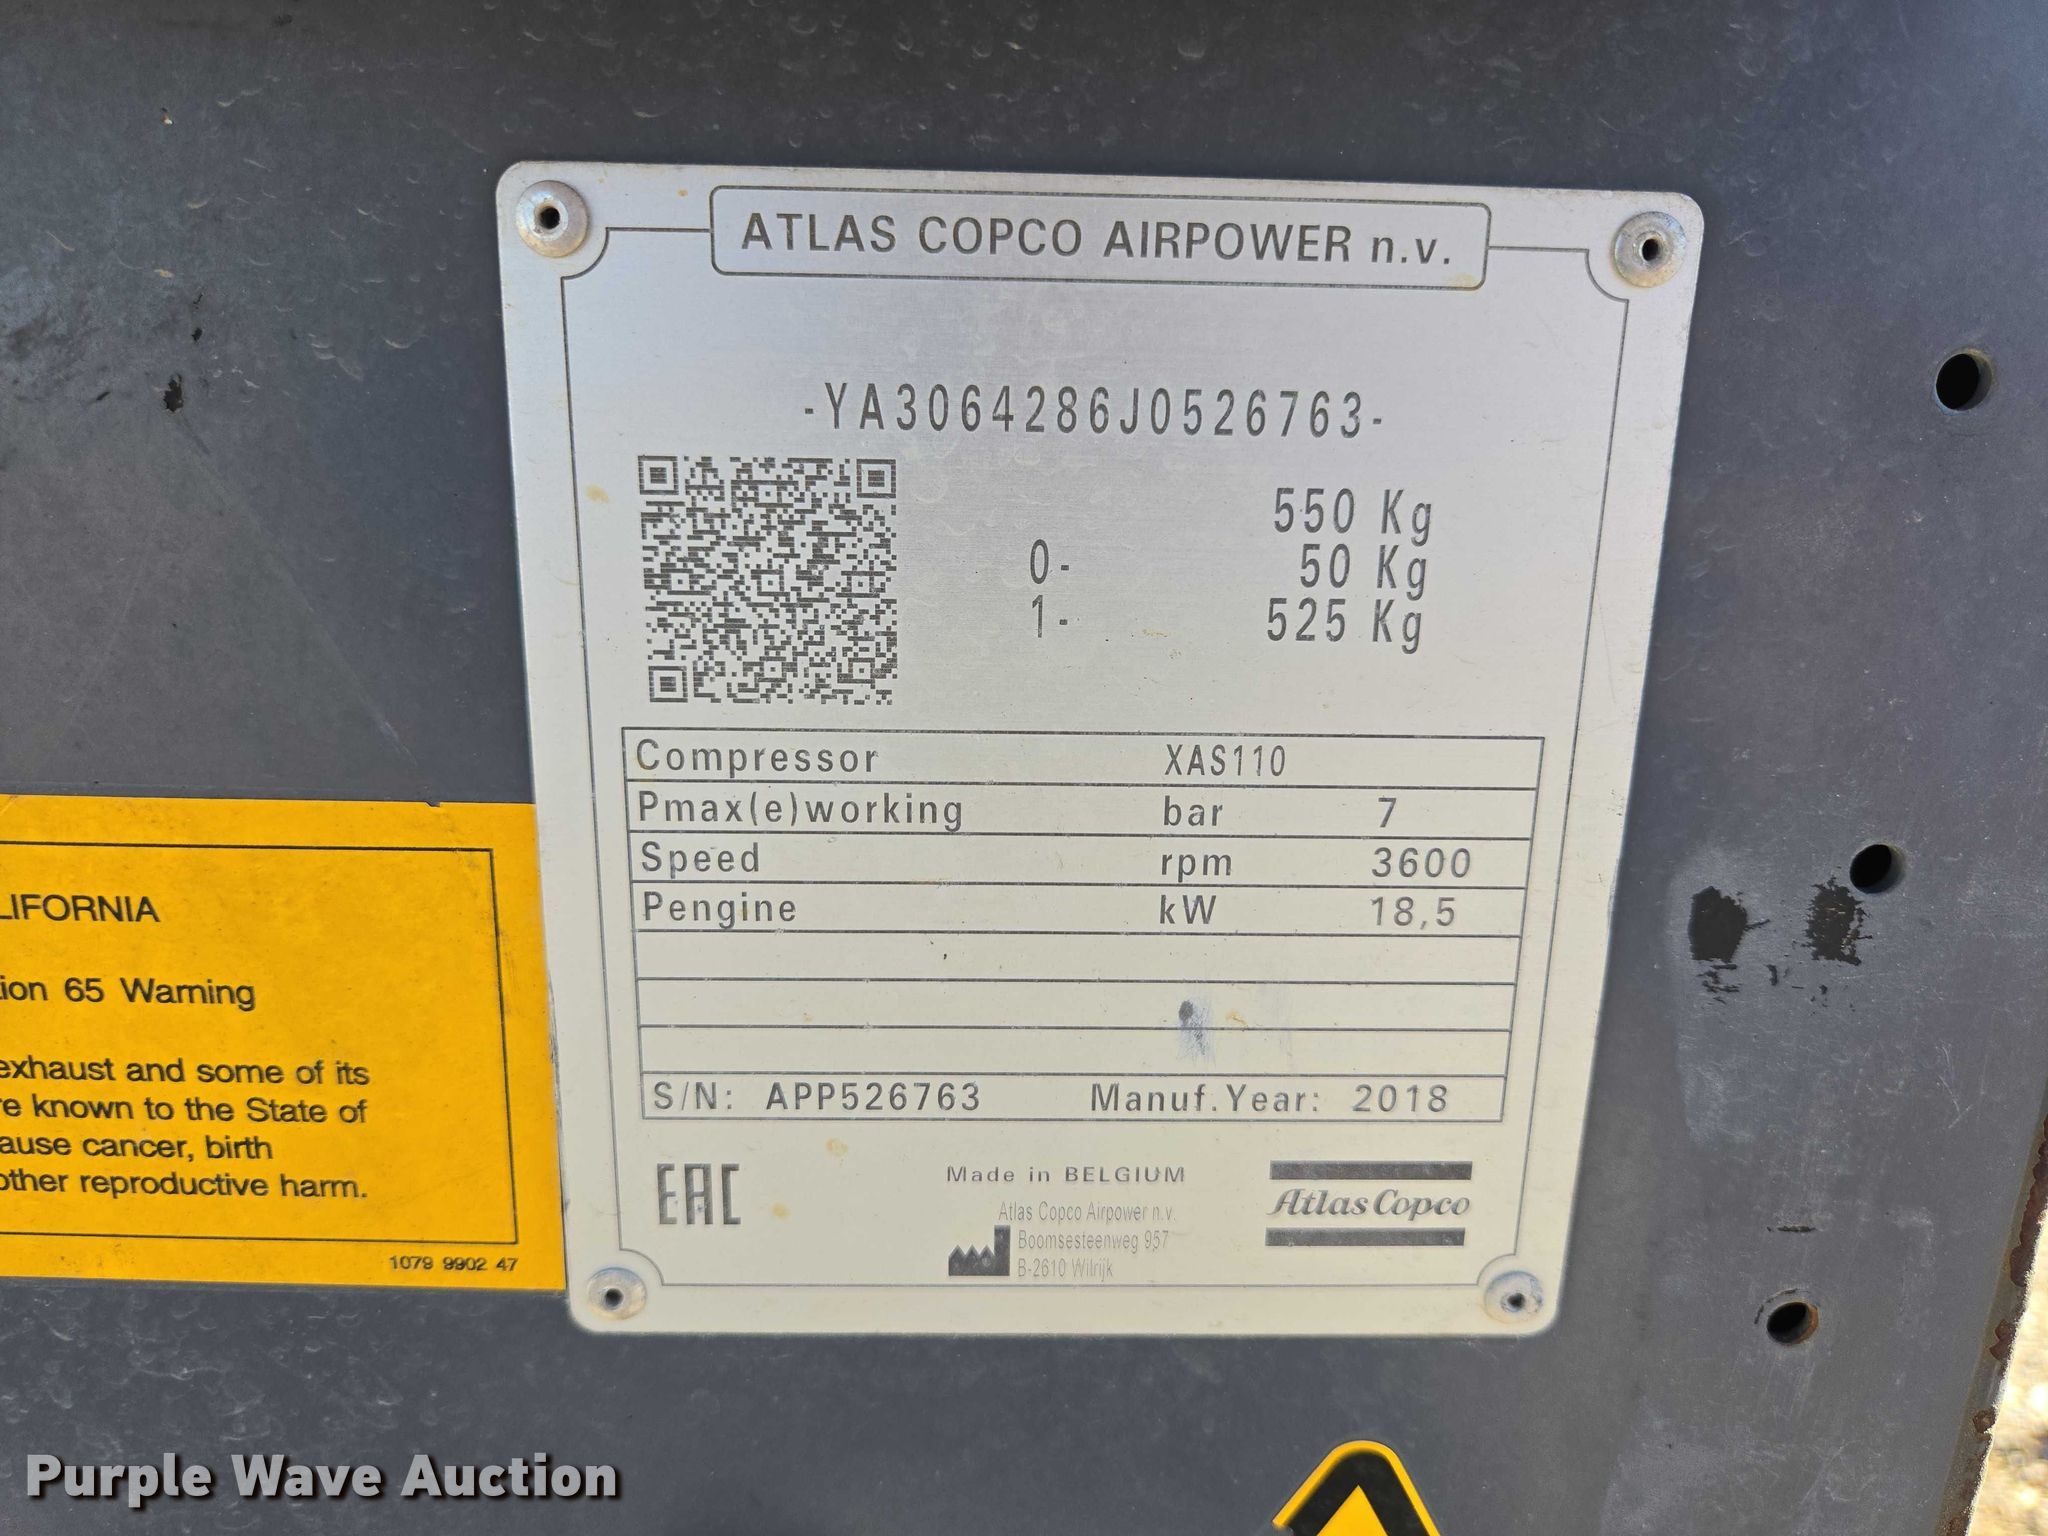 ATLAS COPCO AIRPOWER n.v.
-YA3064286J0526763-
550 Kg
0- 50 Kg
1- 525 Kg
Compressor XAS110
Pmax(e)working bar 7
Speed rpm 3600
Pengine kW 18,5
S/N: APP526763 Manuf.Year: 2018
EAC
Made in BELGIUM
Atlas Copco Airpower n.v.
Boomsesteenweg 957
B-2610 Wilrijk
Atlas Copco
LIFORNIA
tion 65 Warning
exhaust and some of its
re known to the State of
ause cancer, birth
other reproductive harm.
1079 9902 47
Purple Wave Auction